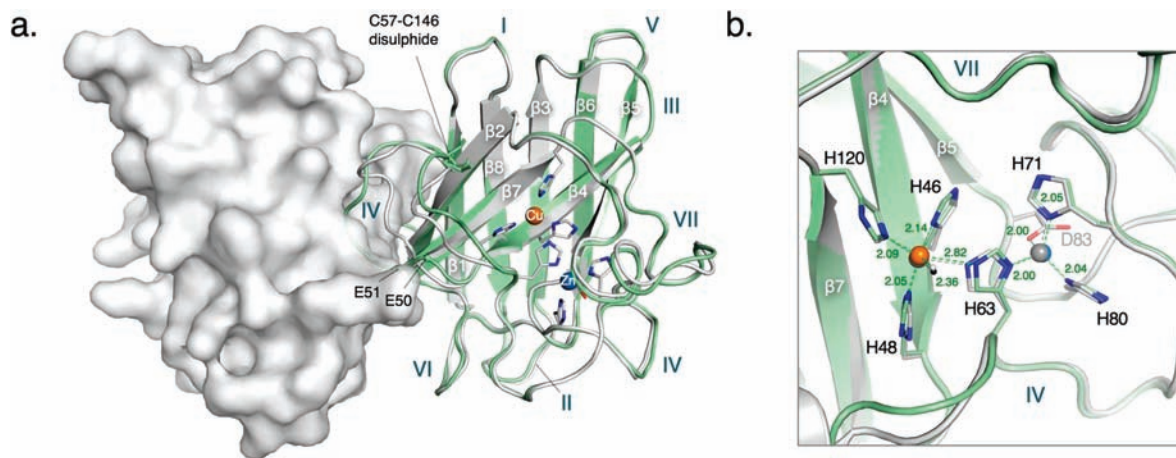 a.
C57-C146
disulphide
I
V
III
β3
β6
β5
β2
β8
β7
β4
IV
Cu
VII
β1
Zn
E51
E50
VI
IV
II
b.
VII
β4
β5
H120
H46
H71
2.05
2.14
2.00
D83
2.09
2.82
2.05
2.36
2.00
2.04
β7
H63
H80
H48
IV